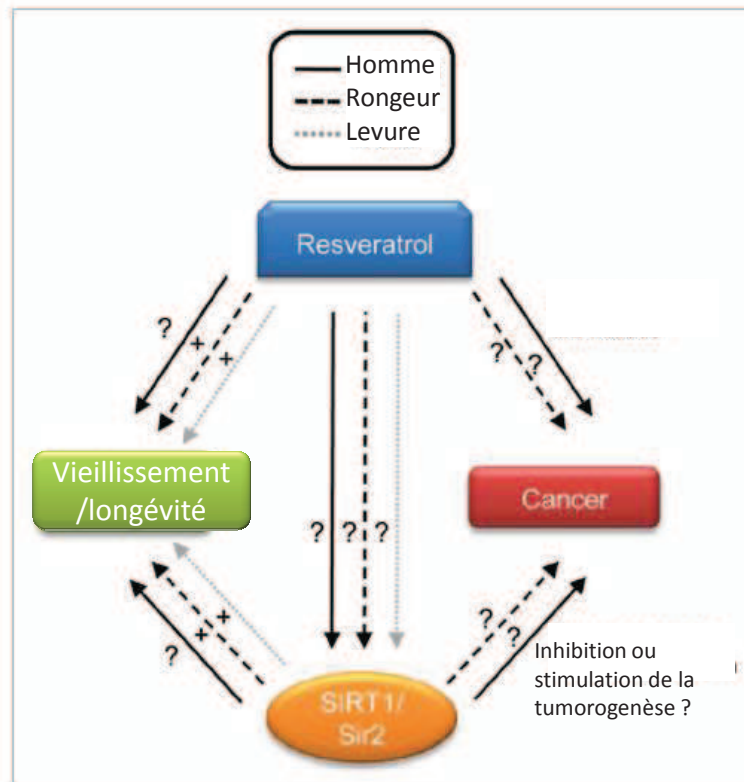 Homme
Rongeur
Levure
Resveratrol
? + +
? ?
Vieillissement
/longévité
Cancer
? ? ?
? + +
? ?
Inhibition ou
stimulation de la
tumorogenèse ?
SIRT1/
Sir2